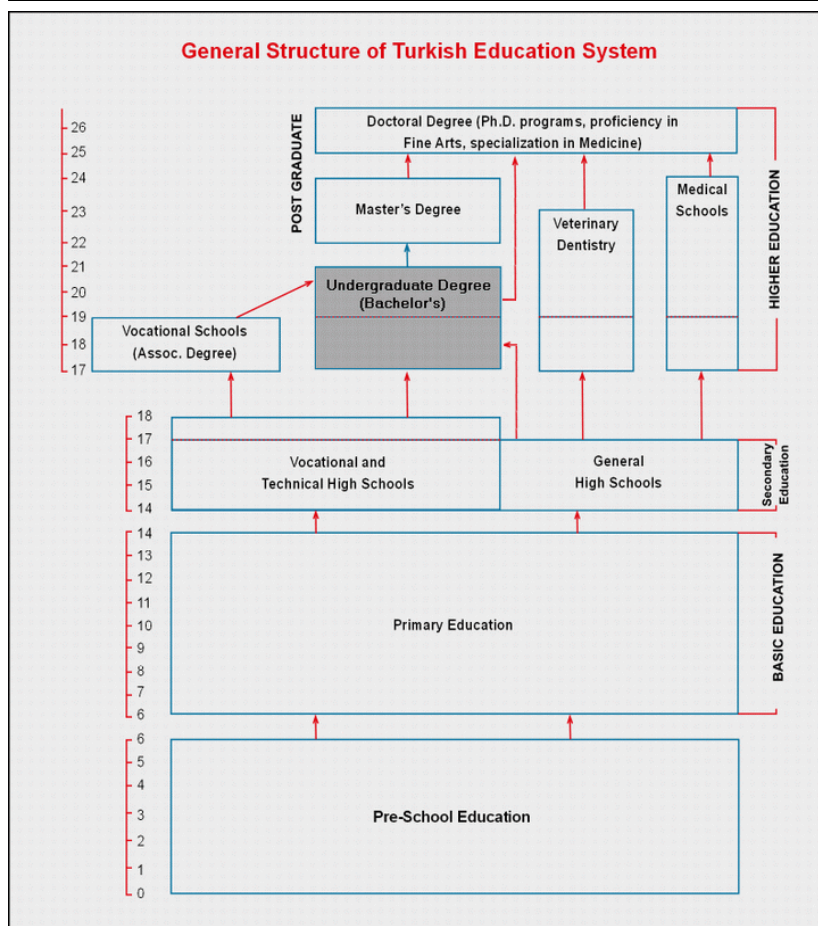 General Structure of Turkish Education System
26
25
24
23
22
21
20
19
18
17
POST GRADUATE
Doctoral Degree (Ph.D. programs, proficiency in
Fine Arts, specialization in Medicine)
Master's Degree
Medical
Schools
Veterinary
Dentistry
Undergraduate Degree
(Bachelor's)
Vocational Schools
(Assoc. Degree)
HIGHER EDUCATION
18
17
16
15
14
Vocational and
Technical High Schools
General
High Schools
Secondary
Education
14
13
12
11
10
9
8
7
6
Primary Education
BASIC EDUCATION
6
5
4
3
2
1
0
Pre-School Education